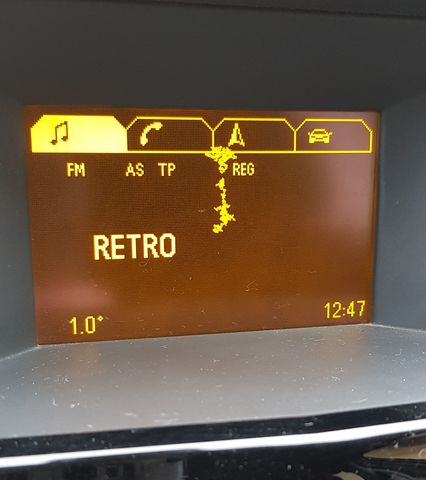 FM AS TP REG
RETRO
1.0° 12:47